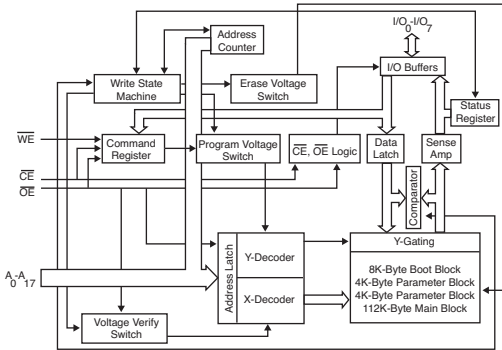 Address
Counter
I/O0-I/O7
I/O Buffers
Write State
Machine
Erase Voltage
Switch
Status
Register
WE
Command
Register
Program Voltage
Switch
CE, OE Logic
Data
Latch
Sense
Amp
CE
OE
Comparator
A0-A17
Address Latch
Y-Decoder
X-Decoder
Y-Gating
8K-Byte Boot Block
4K-Byte Parameter Block
4K-Byte Parameter Block
112K-Byte Main Block
Voltage Verify
Switch